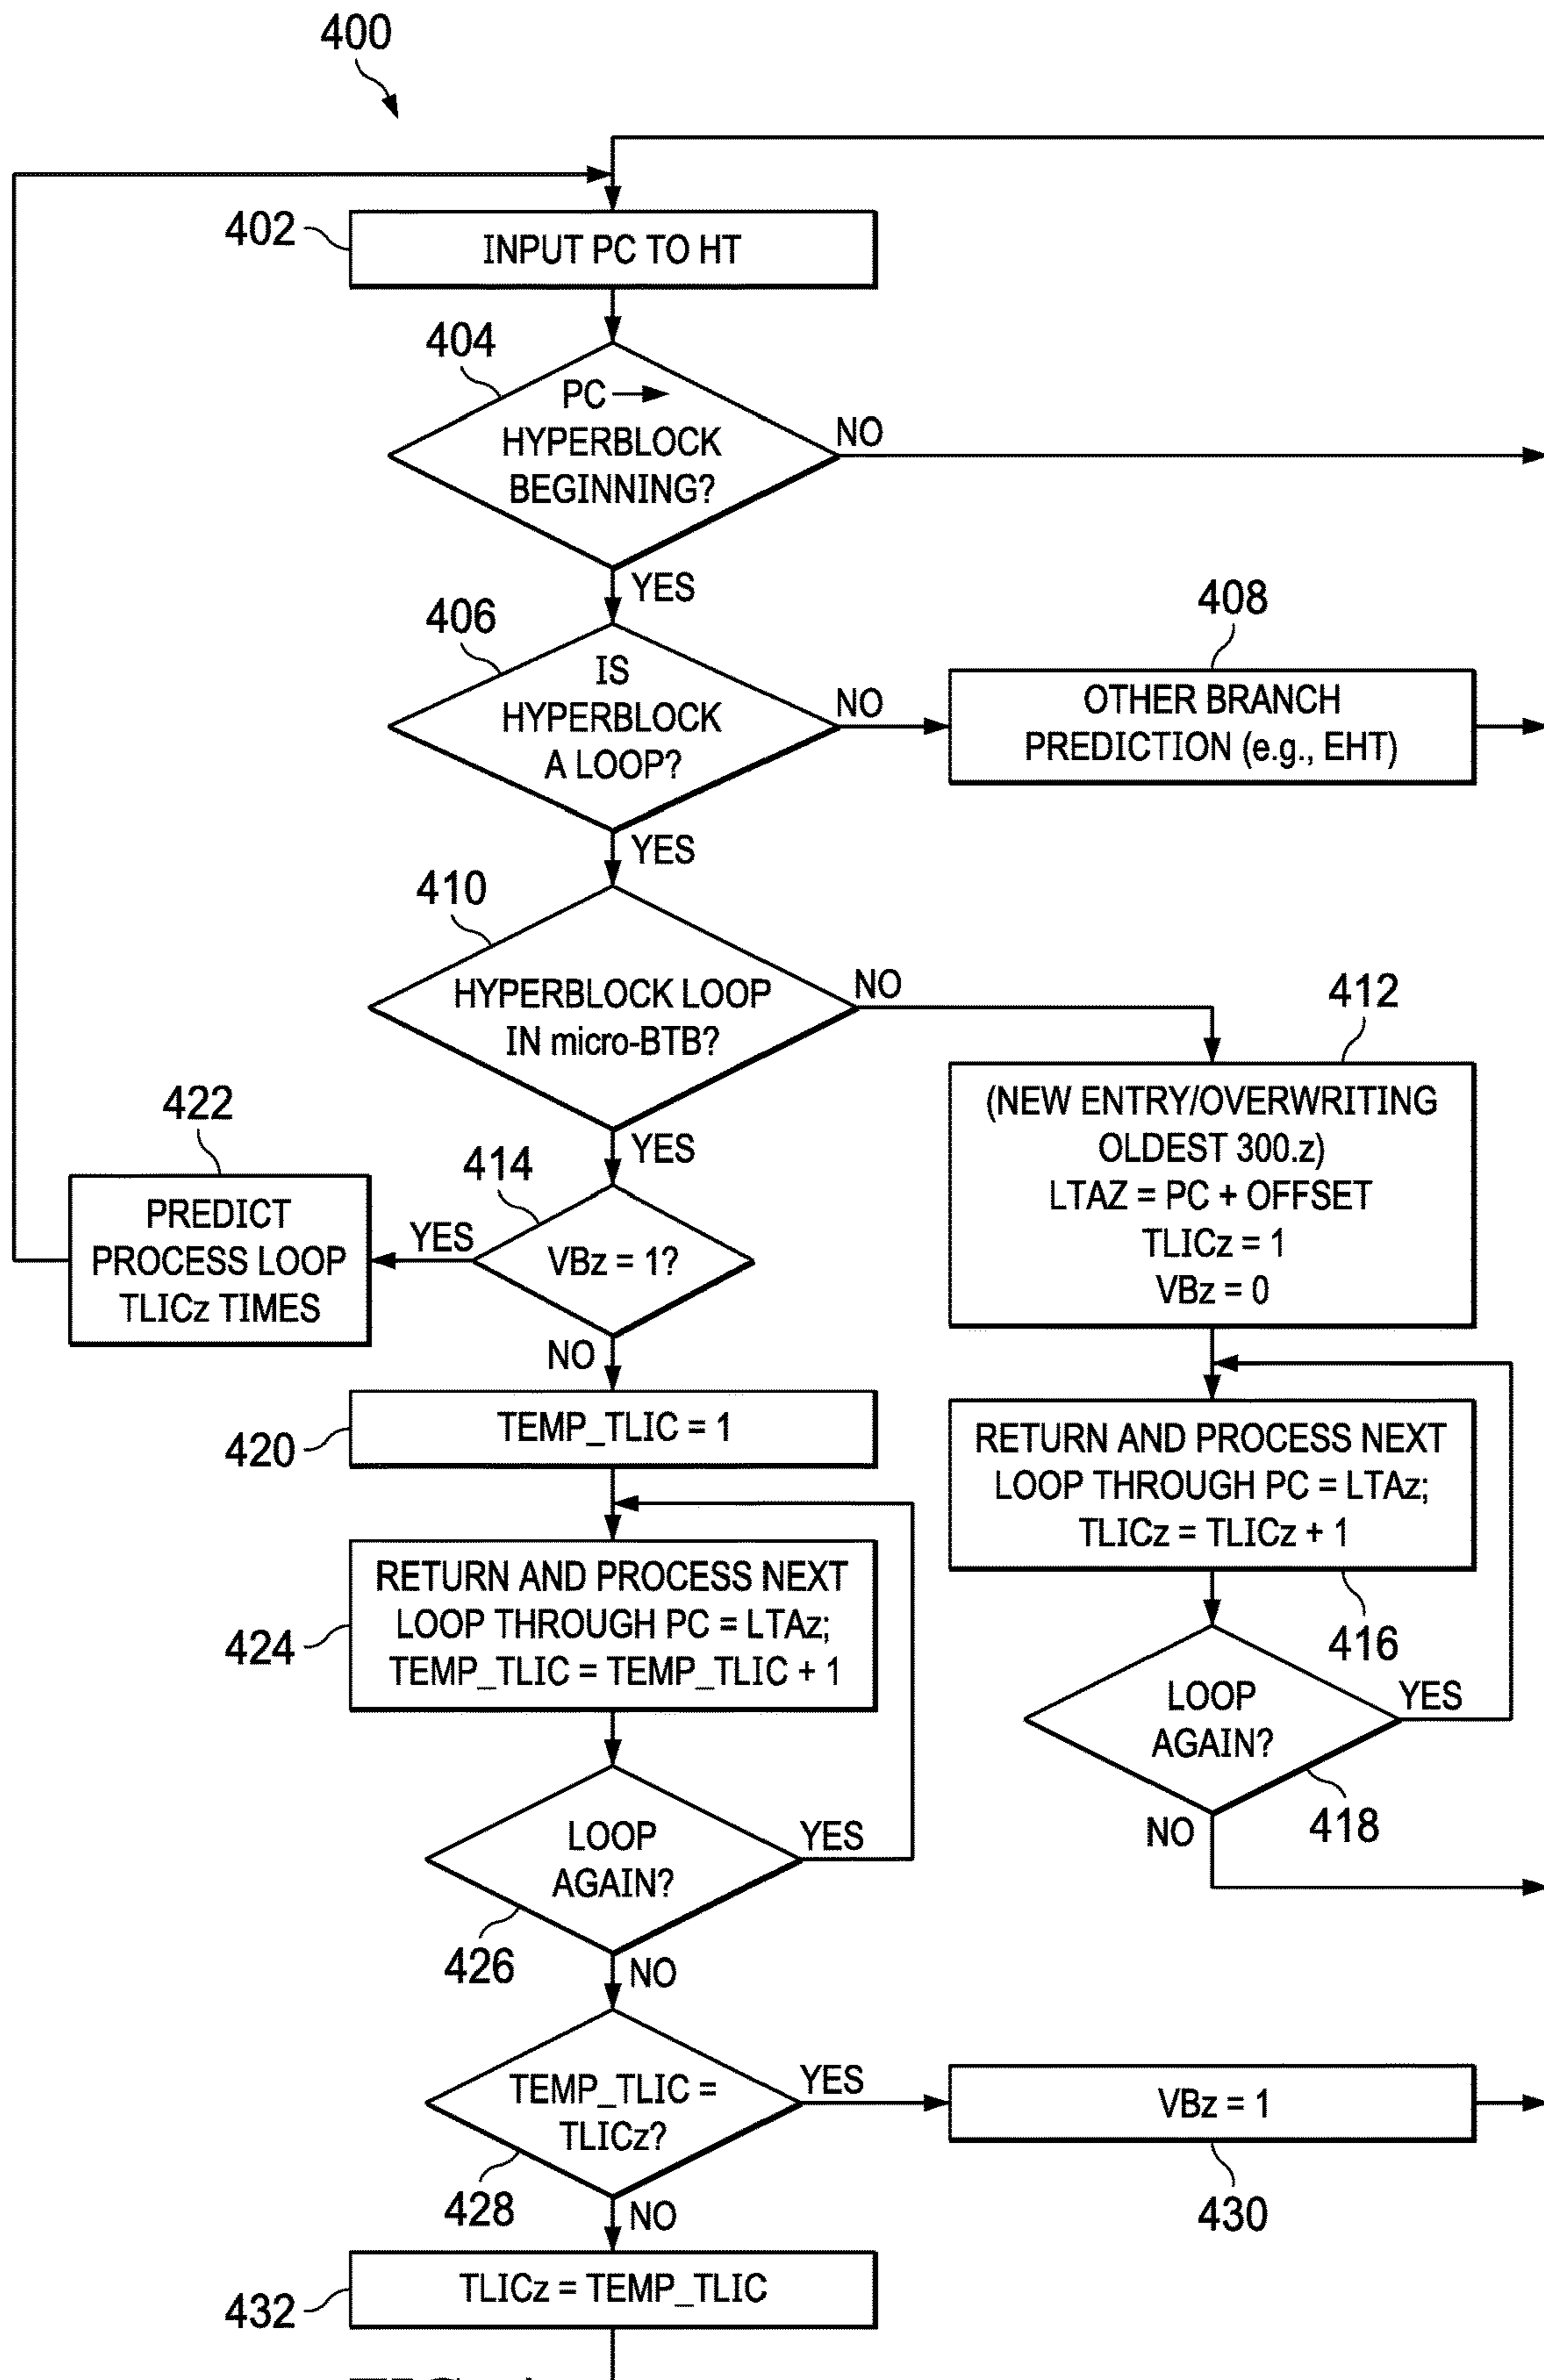 400
402
INPUT PC TO HT
404
PC
HYPERBLOCK
BEGINNING?
NO
YES
406
IS
HYPERBLOCK
A LOOP?
NO
408
OTHER BRANCH
PREDICTION (e.g., EHT)
YES
410
HYPERBLOCK LOOP
IN micro-BTB?
NO
412
(NEW ENTRY/OVERWRITING
OLDEST 300.z)
LTAZ = PC + OFFSET
TLICz = 1
VBz = 0
YES
414
VBz = 1?
YES
422
PREDICT
PROCESS LOOP
TLICz TIMES
NO
420
TEMP_TLIC = 1
RETURN AND PROCESS NEXT
LOOP THROUGH PC = LTAz;
TLICz = TLICz + 1
416
424
RETURN AND PROCESS NEXT
LOOP THROUGH PC = LTAz;
TEMP_TLIC = TEMP_TLIC + 1
LOOP
AGAIN?
YES
418
NO
LOOP
AGAIN?
YES
426
NO
TEMP_TLIC =
TLICz?
YES
428
VBz = 1
430
NO
432
TLICz = TEMP_TLIC